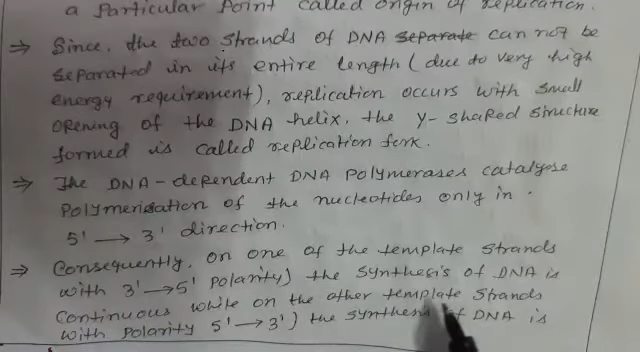 a particular point called origin of replication.
⇒ Since, the two strands of DNA separate can not be
separated in its entire length (due to very high
energy requirement), replication occurs with small
opening of the DNA helix, the Y-shaped structure
formed is called replication fork.
⇒ The DNA-dependent DNA polymerases catalyse
Polymerisation of the nucleotides only in
5' → 3' direction.
⇒ Consequently, on one of the template strands
with 3' → 5' Polarity) the synthesis of DNA is
Continuous while on the other template strands
with Polarity 5' → 3') the synthesis of DNA is